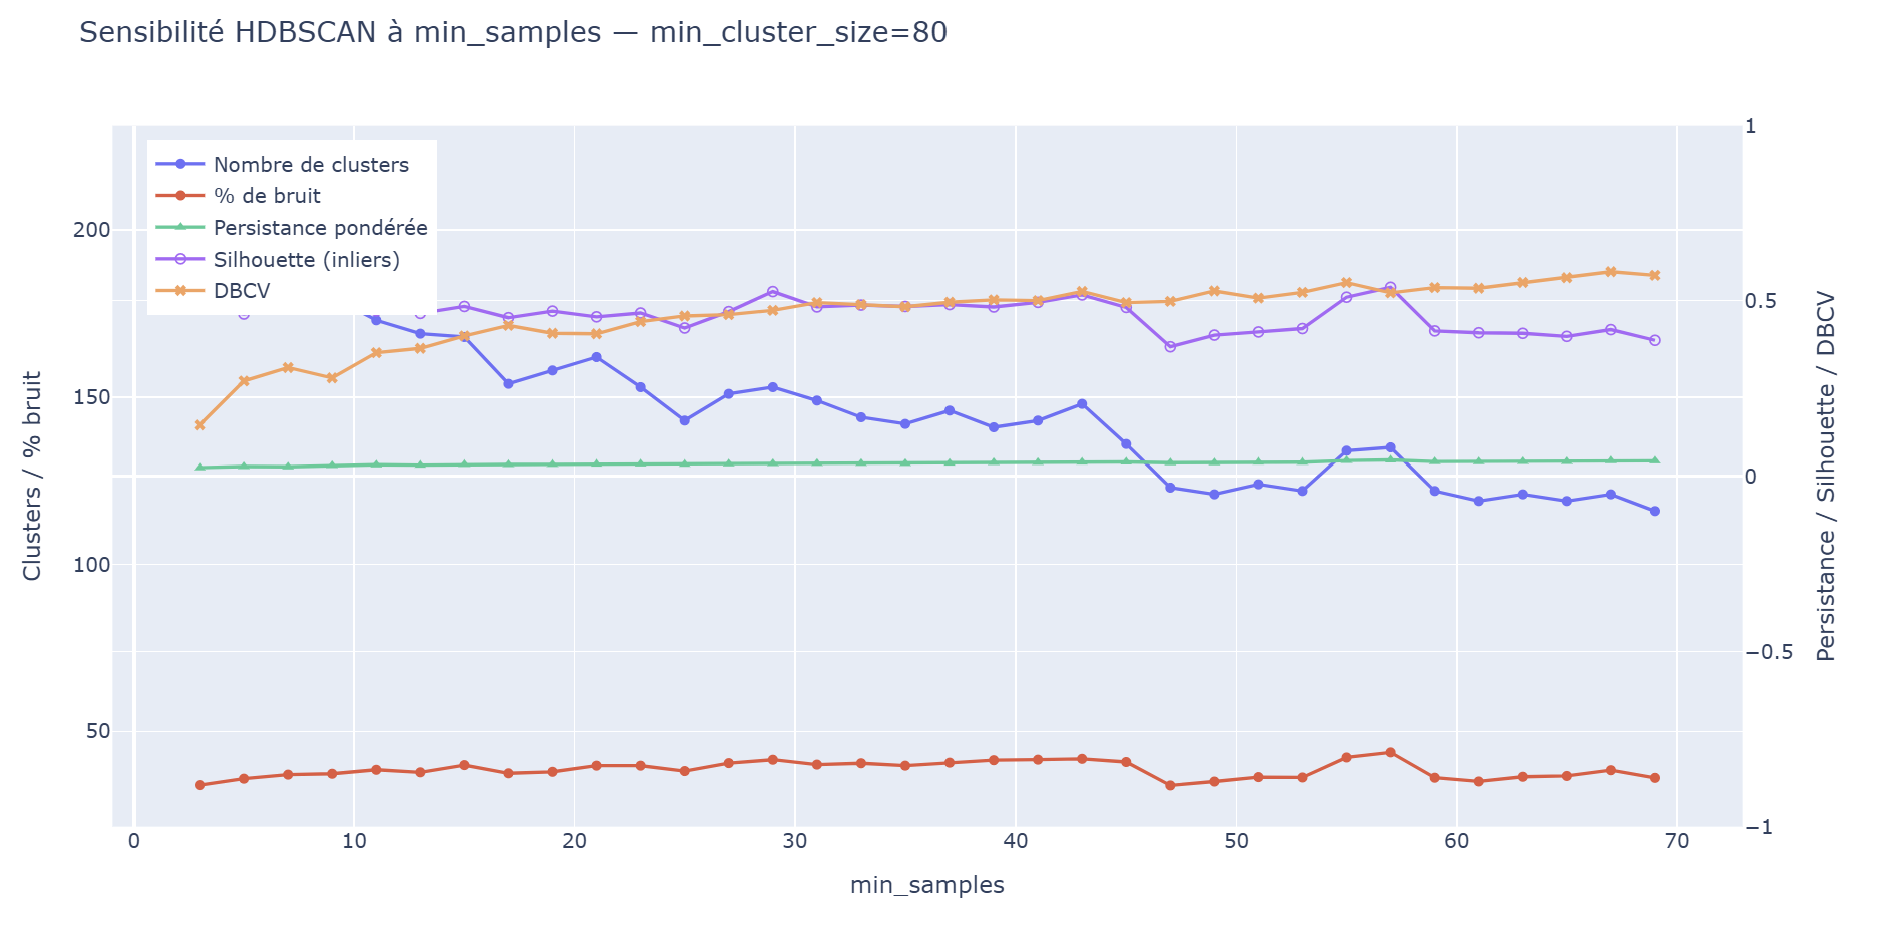 Sensibilité HDBSCAN à min_samples — min_cluster_size=80
Nombre de clusters
% de bruit
Persistance pondérée
Silhouette (inliers)
DBCV
Clusters / % bruit
200
150
100
50
1
0.5
0
−0.5
−1
Persistance / Silhouette / DBCV
0 10 20 30 40 50 60 70
min_samples